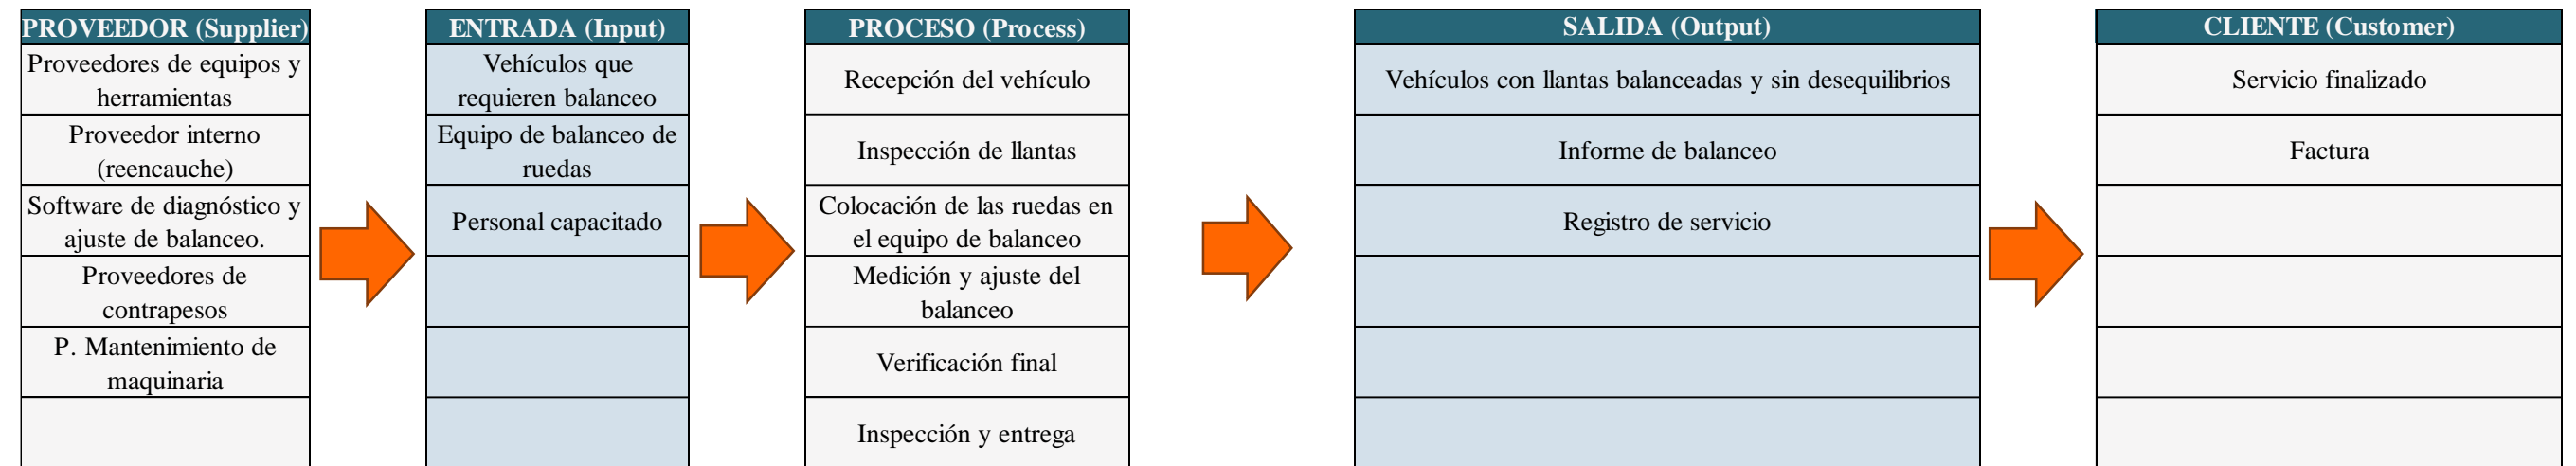 PROVEEDOR (Supplier)
Proveedores de equipos y
herramientas
Proveedor interno
(reencauche)
Software de diagnóstico y
ajuste de balanceo.
Proveedores de
contrapesos
P. Mantenimiento de
maquinaria
ENTRADA (Input)
Vehículos que
requieren balanceo
Equipo de balanceo de
ruedas
Personal capacitado
PROCESO (Process)
Recepción del vehículo
Inspección de llantas
Colocación de las ruedas en
el equipo de balanceo
Medición y ajuste del
balanceo
Verificación final
Inspección y entrega
SALIDA (Output)
Vehículos con llantas balanceadas y sin desequilibrios
Informe de balanceo
Registro de servicio
CLIENTE (Customer)
Servicio finalizado
Factura